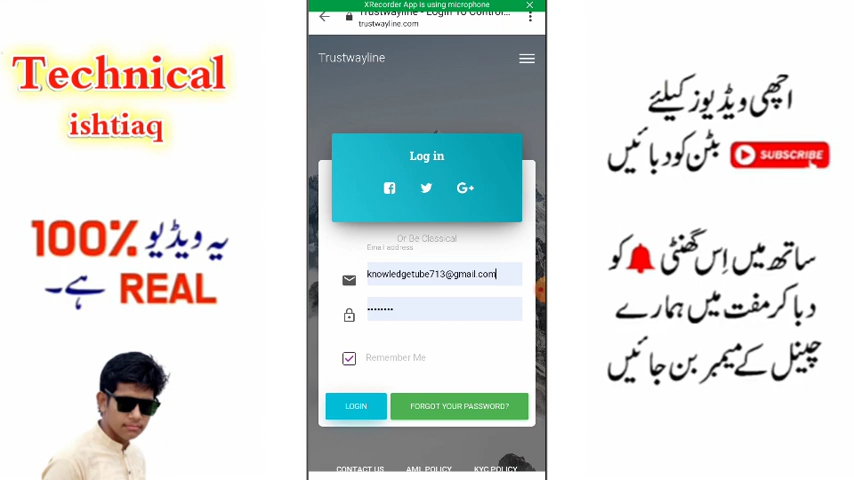 Technical
ishtiaq
یہ ویڈیو 100%
REAL ہے۔
XRecorder App is using microphone
Trustwayline - Login To Control...
trustwayline.com
Trustwayline
Log in
Or Be Classical
Email address
knowledgetube713@gmail.com
••••••••
Remember Me
LOGIN
FORGOT YOUR PASSWORD?
CONTACT US
AML POLICY
KYC POLICY
اچھی ویڈیوز کیلئے
SUBSCRIBE بٹن کو دبائیں
ساتھ میں اِس گھنٹی کو
دبا کر مفت میں ہمارے
چینل کے میمبر بن جائیں